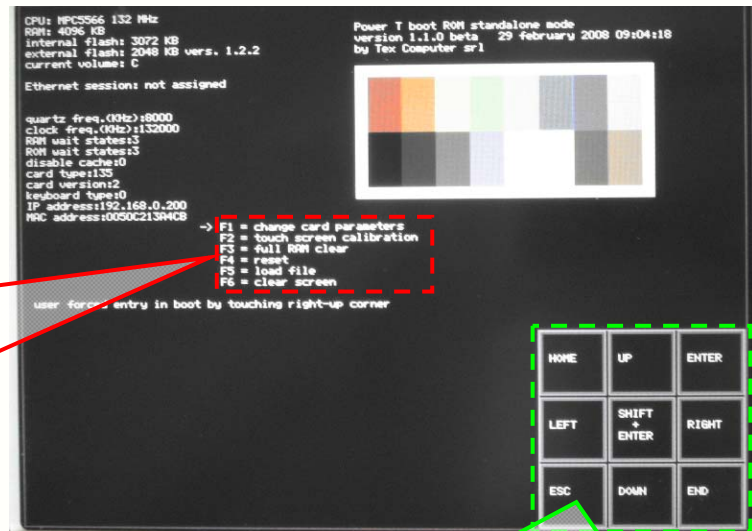 CPU: MPC5566 132 MHz
RAM: 4096 KB
internal flash: 3072 KB
external flash: 2048 KB vers. 1.2.2
current volume: C
Ethernet session: not assigned
Power T boot ROM standalone mode
version 1.1.0 beta 29 february 2008 09:04:18
by Tex Computer srl
quartz freq.(KHz):8000
clock freq.(KHz):132000
RAM wait states:3
ROM wait states:3
disable cache:0
card type:135
card version:2
keyboard type:0
IP address:192.168.0.200
MAC address:0050C213A4CB
-> F1 = change card parameters
F2 = touch screen calibration
F3 = full RAM clear
F4 = reset
F5 = load file
F6 = clear screen
user forced entry in boot by touching right-up corner
HOME UP ENTER
LEFT SHIFT + ENTER RIGHT
ESC DOWN END